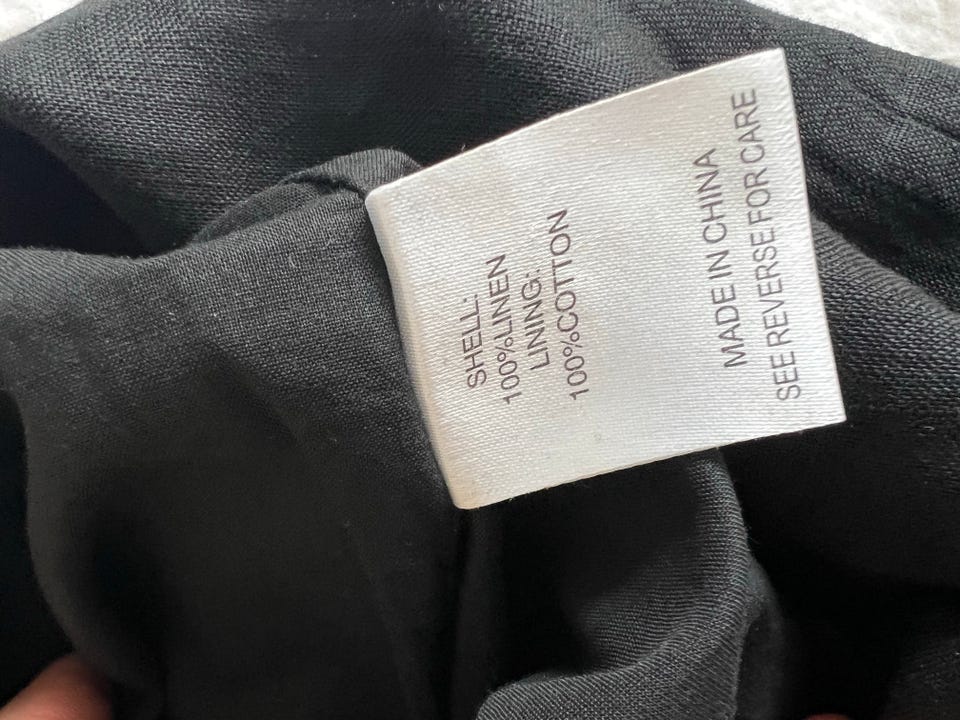 SHELL:
100%LINEN
LINING:
100%COTTON
MADE IN CHINA
SEE REVERSE FOR CARE